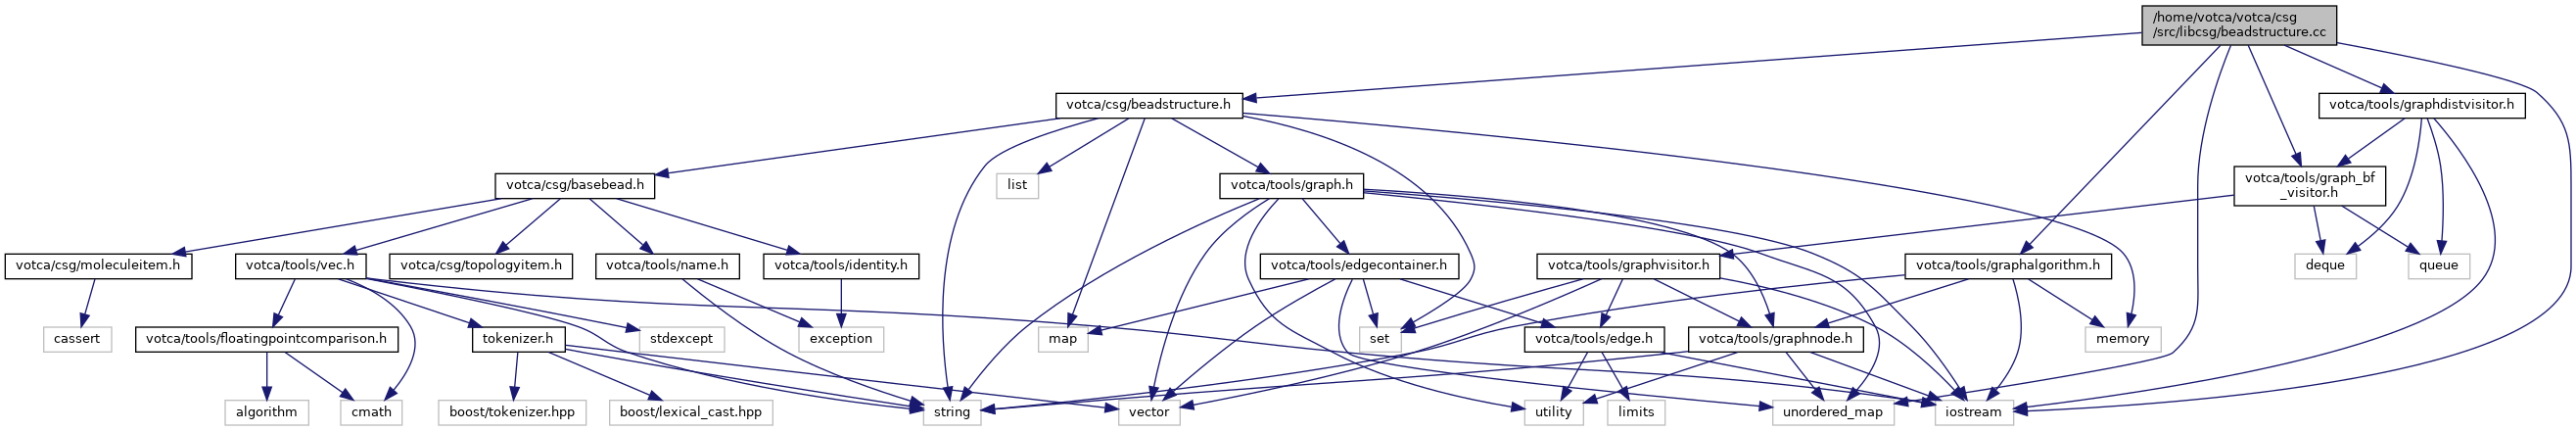 /home/votca/votca/csg
/src/libcsg/beadstructure.cc
votca/csg/beadstructure.h
votca/tools/graphdistvisitor.h
votca/csg/basebead.h
list
votca/tools/graph.h
votca/tools/graph_bf
_visitor.h
votca/csg/moleculeitem.h
votca/tools/vec.h
votca/csg/topologyitem.h
votca/tools/name.h
votca/tools/identity.h
votca/tools/edgecontainer.h
votca/tools/graphvisitor.h
votca/tools/graphalgorithm.h
deque
queue
cassert
votca/tools/floatingpointcomparison.h
tokenizer.h
stdexcept
exception
map
set
votca/tools/edge.h
votca/tools/graphnode.h
memory
algorithm
cmath
boost/tokenizer.hpp
boost/lexical_cast.hpp
string
vector
utility
limits
unordered_map
iostream